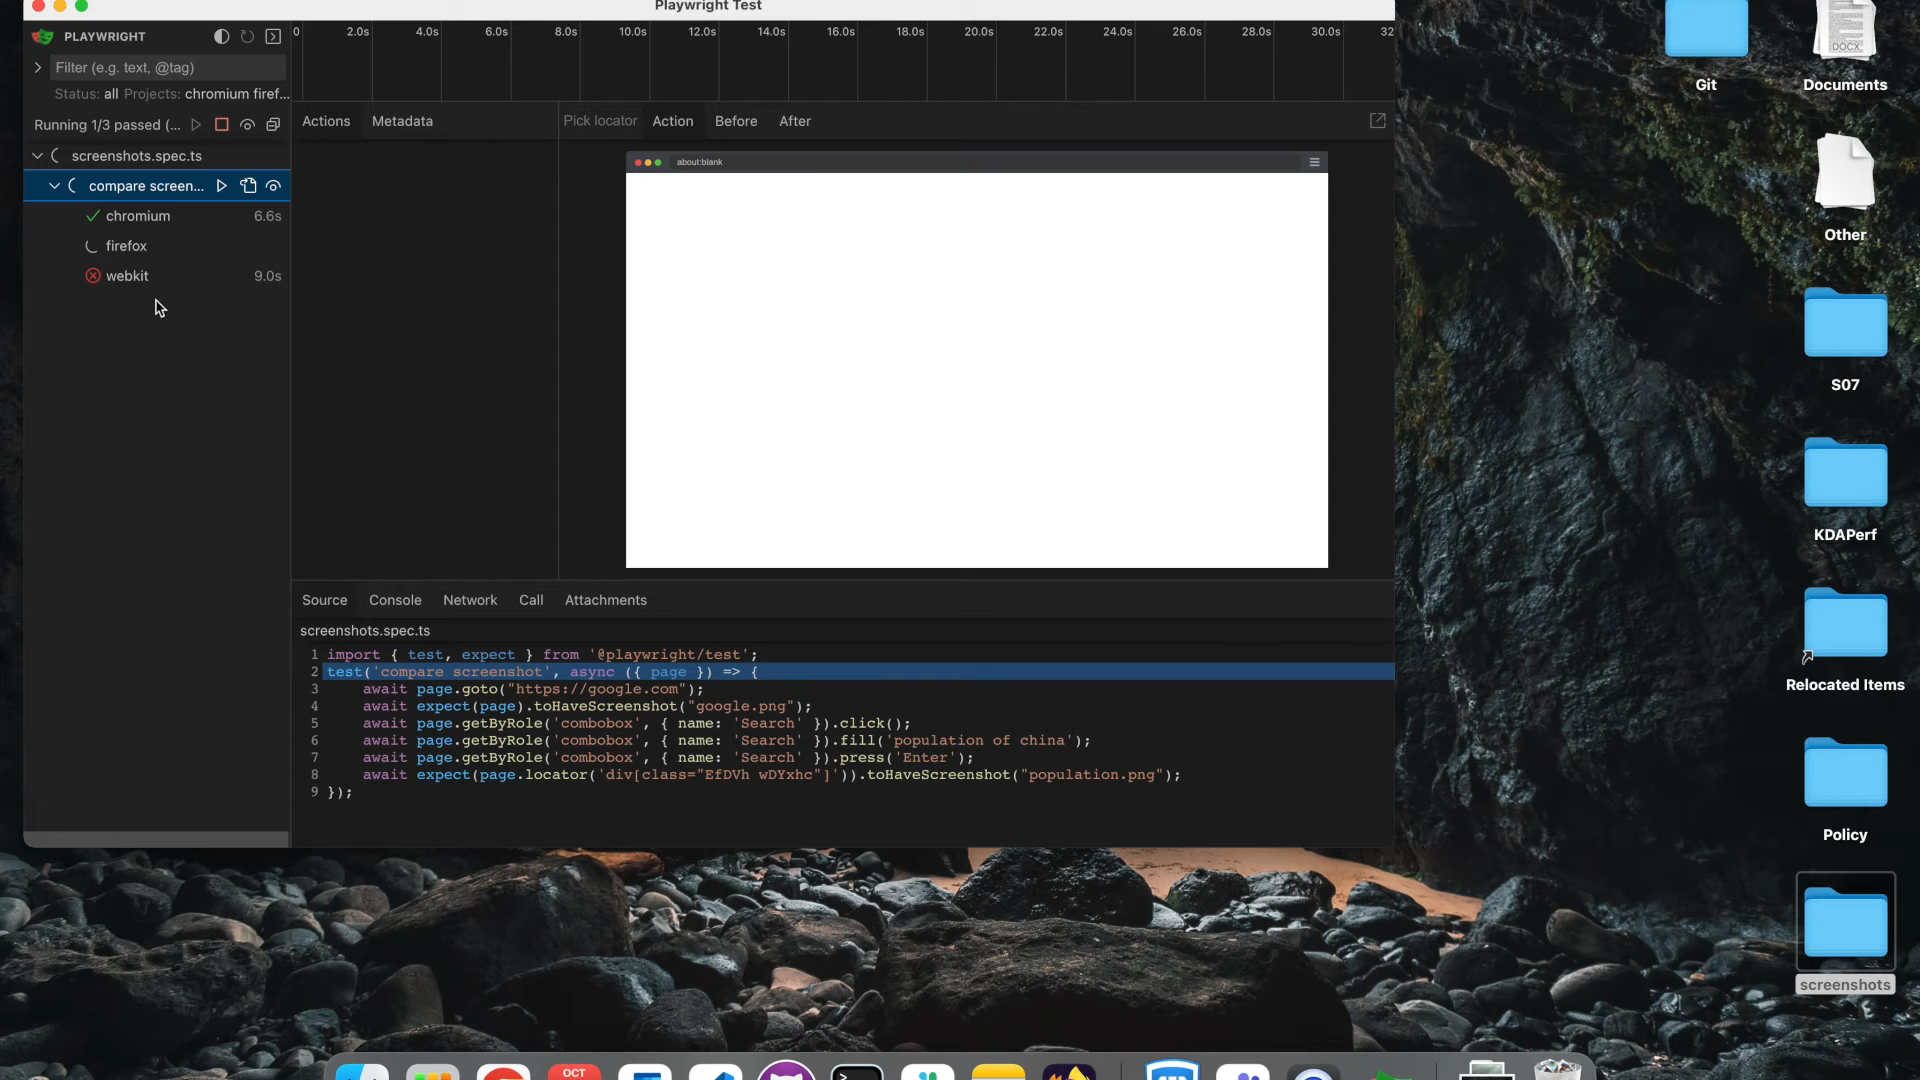 Playwright Test
PLAYWRIGHT
Filter (e.g. text, @tag)
Status: all Projects: chromium firef...
Running 1/3 passed (...
screenshots.spec.ts
compare screen...
chromium 6.6s
firefox
webkit 9.0s
0 2.0s 4.0s 6.0s 8.0s 10.0s 12.0s 14.0s 16.0s 18.0s 20.0s 22.0s 24.0s 26.0s 28.0s 30.0s 32
Actions Metadata
Pick locator Action Before After
about:blank
Source Console Network Call Attachments
screenshots.spec.ts
1 import { test, expect } from '@playwright/test';
2 test('compare screenshot', async ({ page }) => {
3 await page.goto("https://google.com");
4 await expect(page).toHaveScreenshot("google.png");
5 await page.getByRole('combobox', { name: 'Search' }).click();
6 await page.getByRole('combobox', { name: 'Search' }).fill('population of china');
7 await page.getByRole('combobox', { name: 'Search' }).press('Enter');
8 await expect(page.locator('div[class="EfDVh wDYxhc"]')).toHaveScreenshot("population.png");
9 });
Git
DOCX
Documents
Other
S07
KDAPerf
Relocated Items
Policy
screenshots
OCT